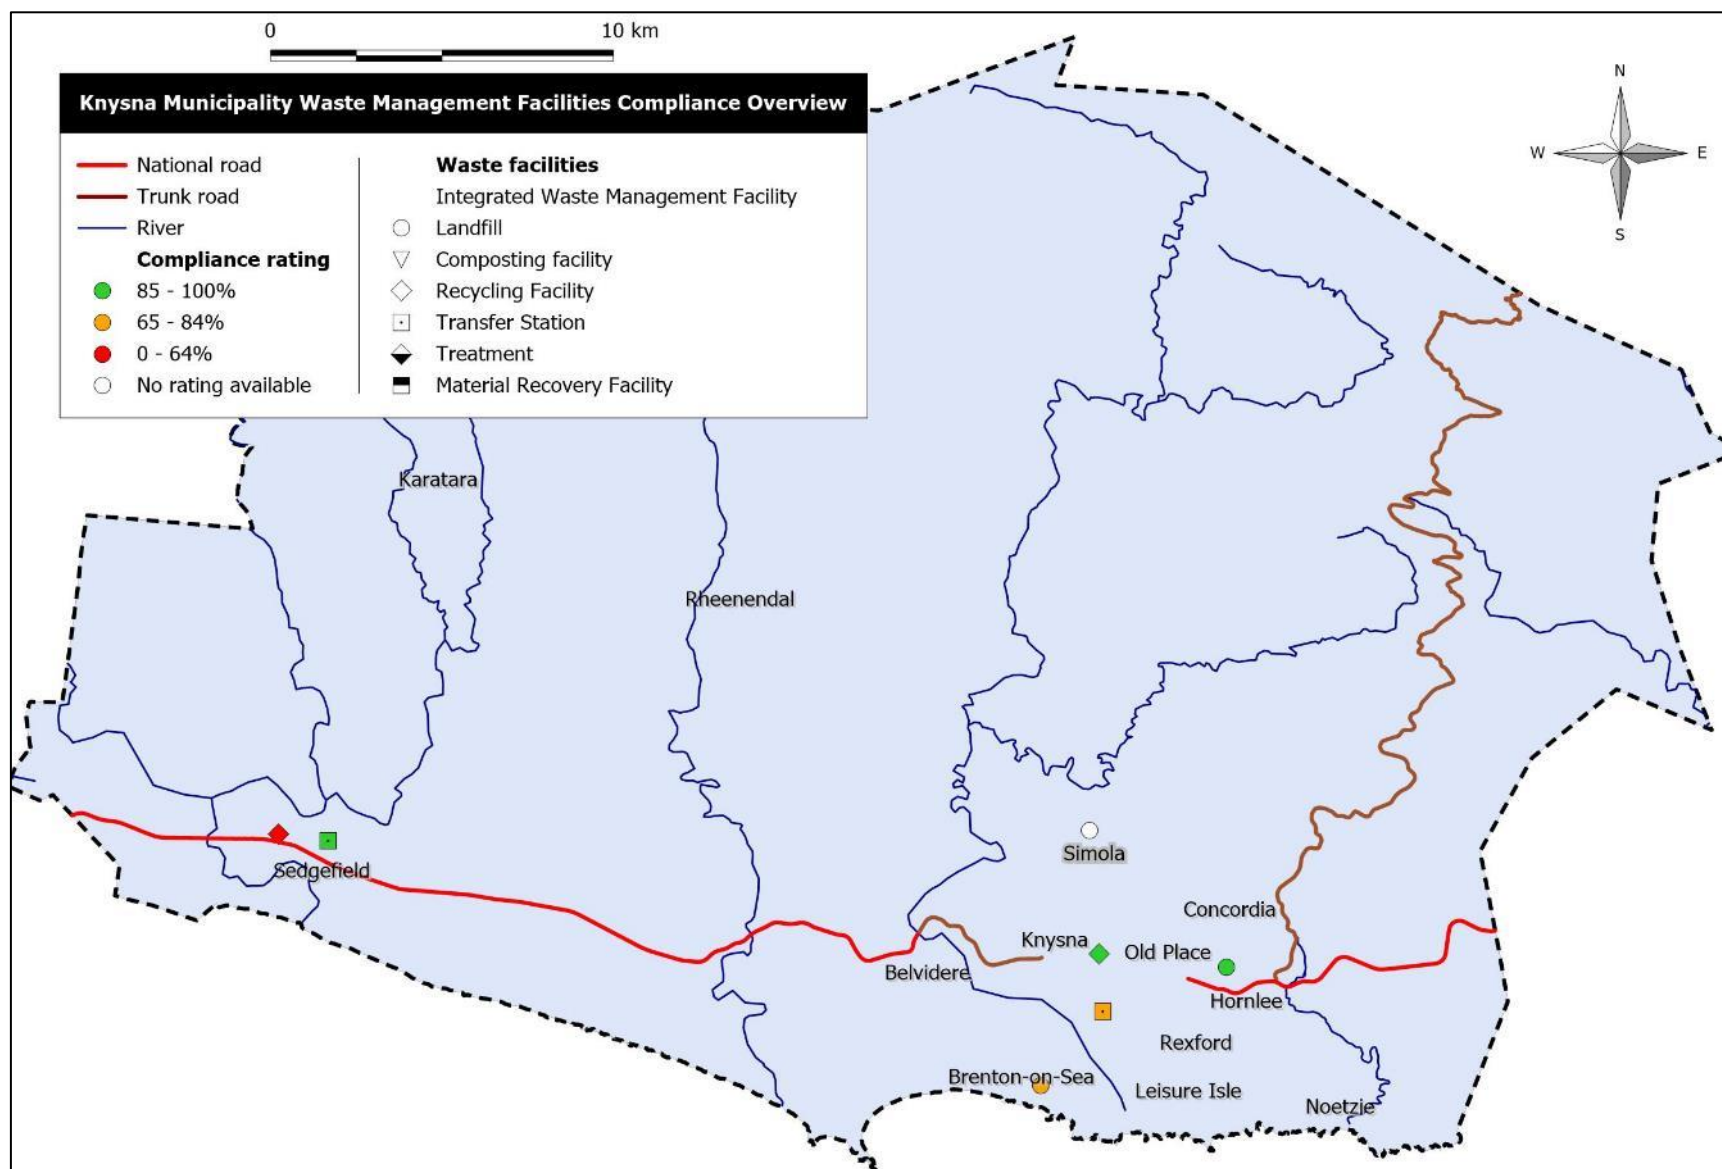 0 10 km
Knysna Municipality Waste Management Facilities Compliance Overview
National road
Trunk road
River
Compliance rating
85 - 100%
65 - 84%
0 - 64%
No rating available
Waste facilities
Integrated Waste Management Facility
Landfill
Composting facility
Recycling Facility
Transfer Station
Treatment
Material Recovery Facility
N
W E
S
Karatara
Rheenendal
Simola
Sedgefield
Concordia
Knysna
Old Place
Belvidere
Hornlee
Rexford
Brenton-on-Sea
Leisure Isle
Noetzie